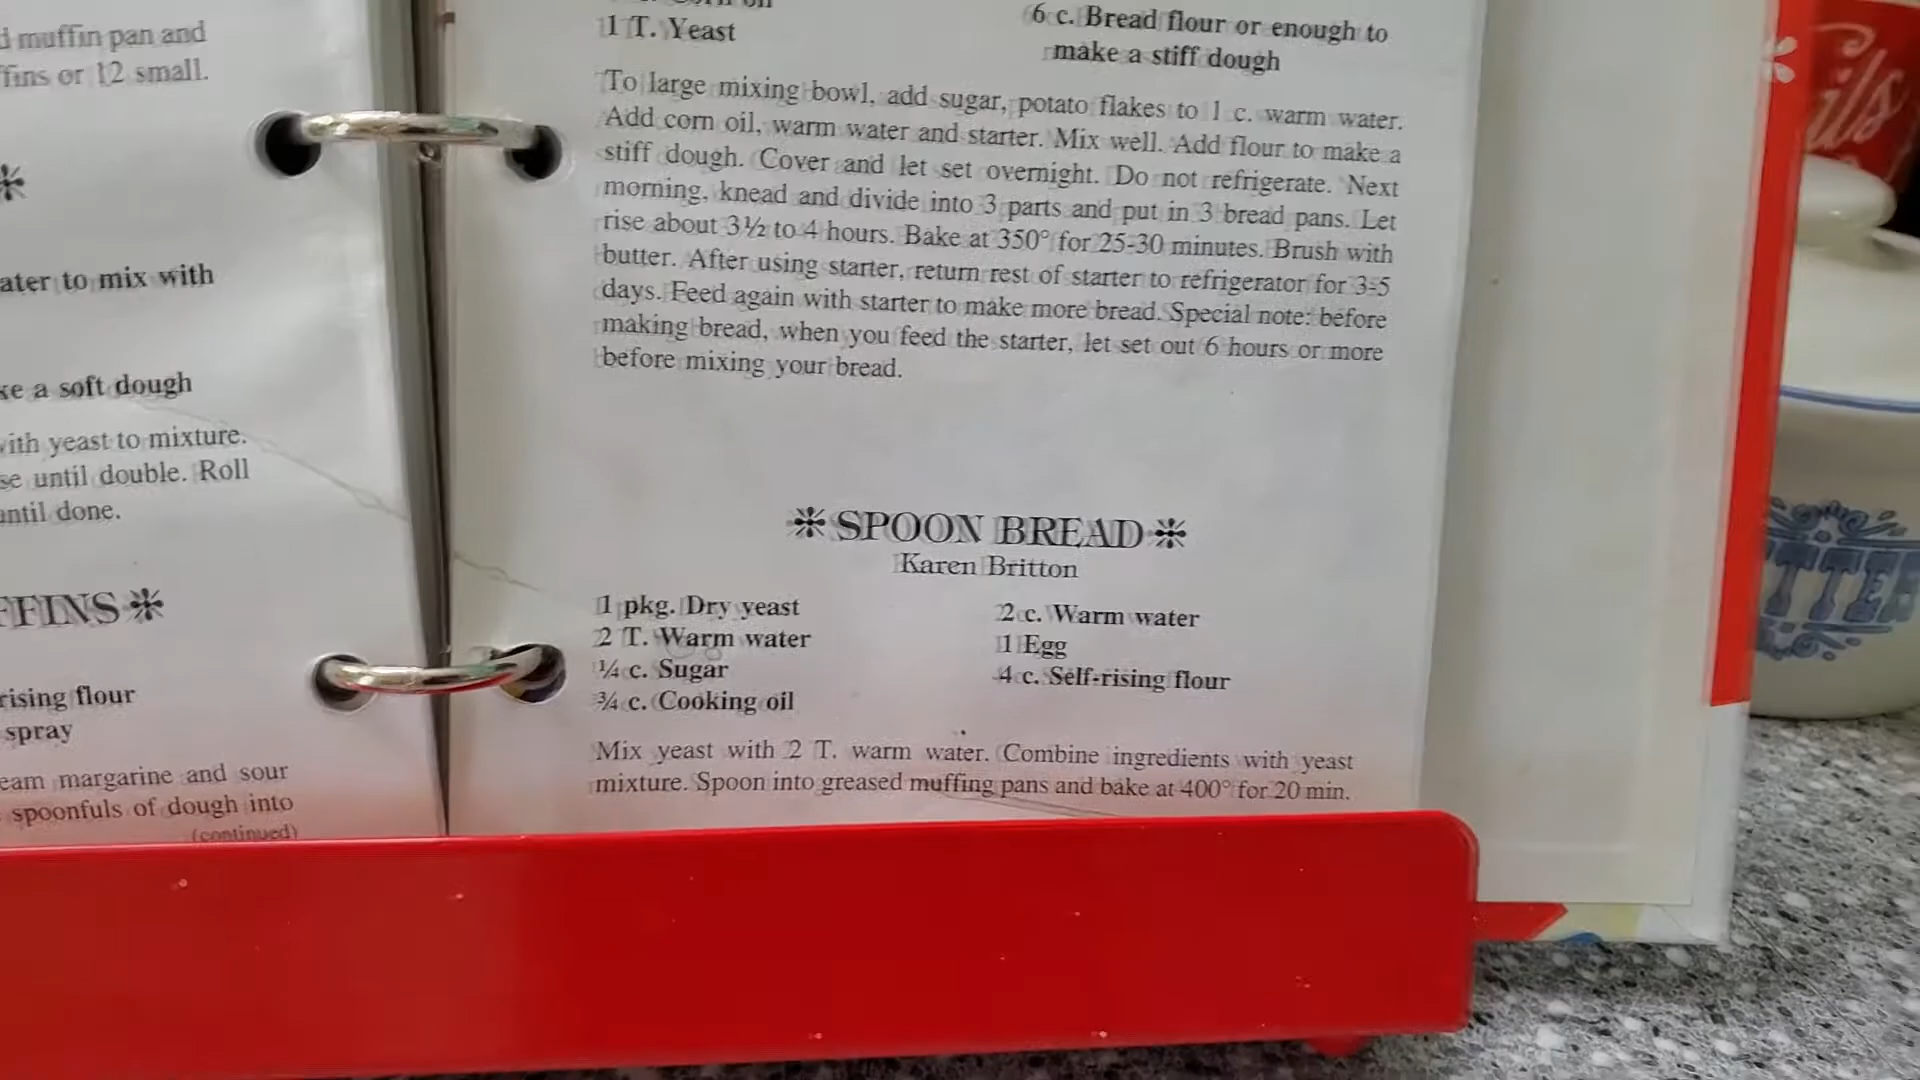 d muffin pan and
ffins or 12 small.
ater to mix with
ke a soft dough
with yeast to mixture.
se until double. Roll
until done.
FFINS
rising flour
spray
eam margarine and sour
spoonfuls of dough into
(continued)
1 T. Yeast
6 c. Bread flour or enough to
make a stiff dough
To large mixing bowl, add sugar, potato flakes to 1 c. warm water.
Add corn oil, warm water and starter. Mix well. Add flour to make a
stiff dough. Cover and let set overnight. Do not refrigerate. Next
morning, knead and divide into 3 parts and put in 3 bread pans. Let
rise about 3½ to 4 hours. Bake at 350° for 25-30 minutes. Brush with
butter. After using starter, return rest of starter to refrigerator for 3-5
days. Feed again with starter to make more bread. Special note: before
making bread, when you feed the starter, let set out 6 hours or more
before mixing your bread.
SPOON BREAD
Karen Britton
1 pkg. Dry yeast
2 T. Warm water
¼ c. Sugar
¾ c. Cooking oil
2 c. Warm water
1 Egg
4 c. Self-rising flour
Mix yeast with 2 T. warm water. Combine ingredients with yeast
mixture. Spoon into greased muffing pans and bake at 400° for 20 min.
ils
TTER